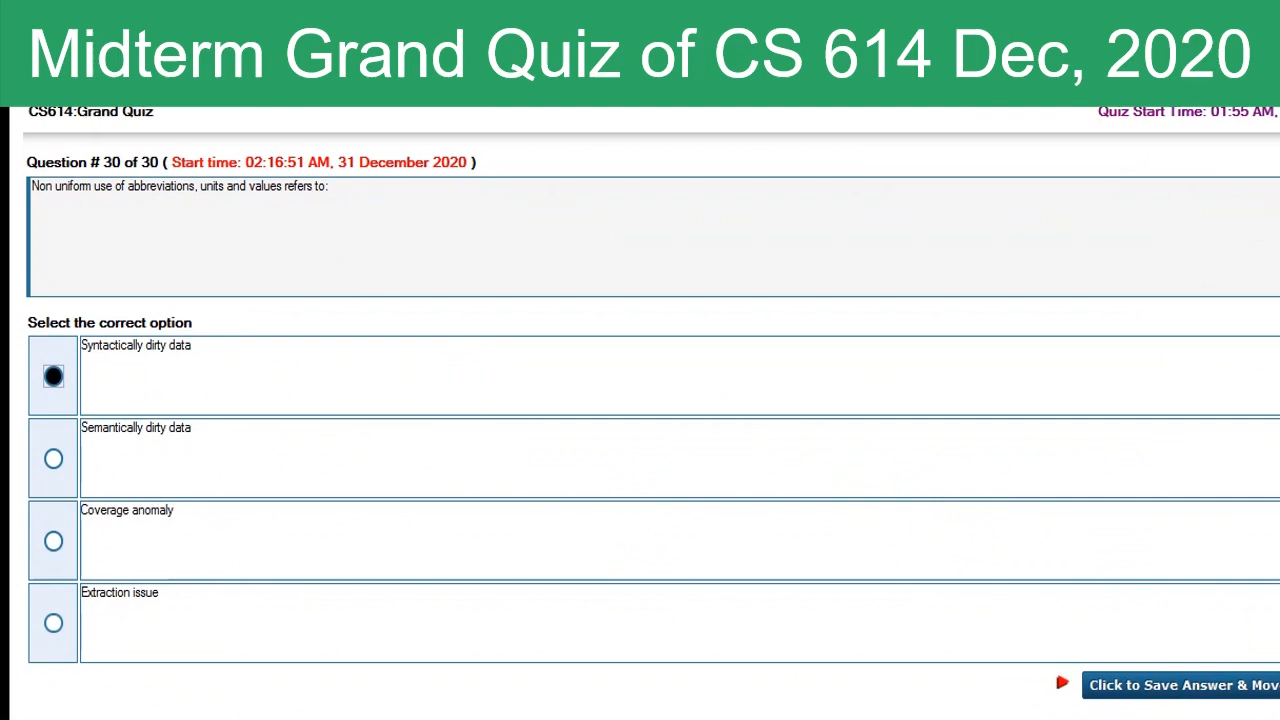 Midterm Grand Quiz of CS 614 Dec, 2020
CS614:Grand Quiz
Quiz Start Time: 01:55 AM,
Question # 30 of 30 ( Start time: 02:16:51 AM, 31 December 2020 )
Non uniform use of abbreviations, units and values refers to:
Select the correct option
Syntactically dirty data
Semantically dirty data
Coverage anomaly
Extraction issue
Click to Save Answer & Mov